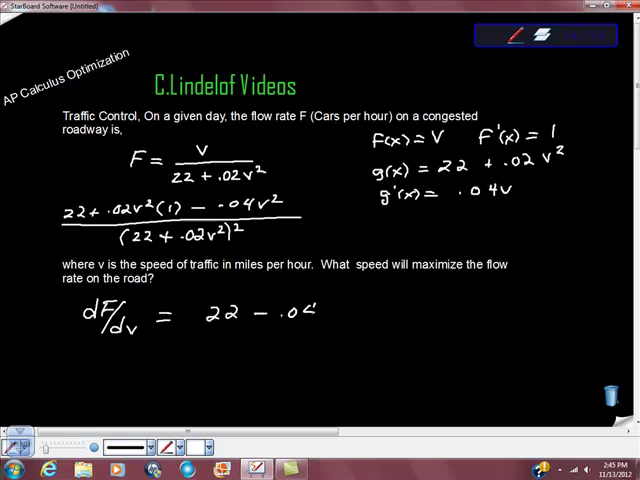 StarBoard Software [Untitled]
AP Calculus Optimization
C.Lindelof Videos
Traffic Control, On a given day, the flow rate F (Cars per hour) on a congested
roadway is,
F = v / 22 + .02v²
F(x) = V F'(x) = 1
g(x) = 22 + .02 v²
g'(x) = .04v
22 + .02v² (1) - .04v² / (22 + .02v²)²
where v is the speed of traffic in miles per hour. What speed will maximize the flow
rate on the road?
dF/dv = 22 - .04
2:45 PM
11/13/2012